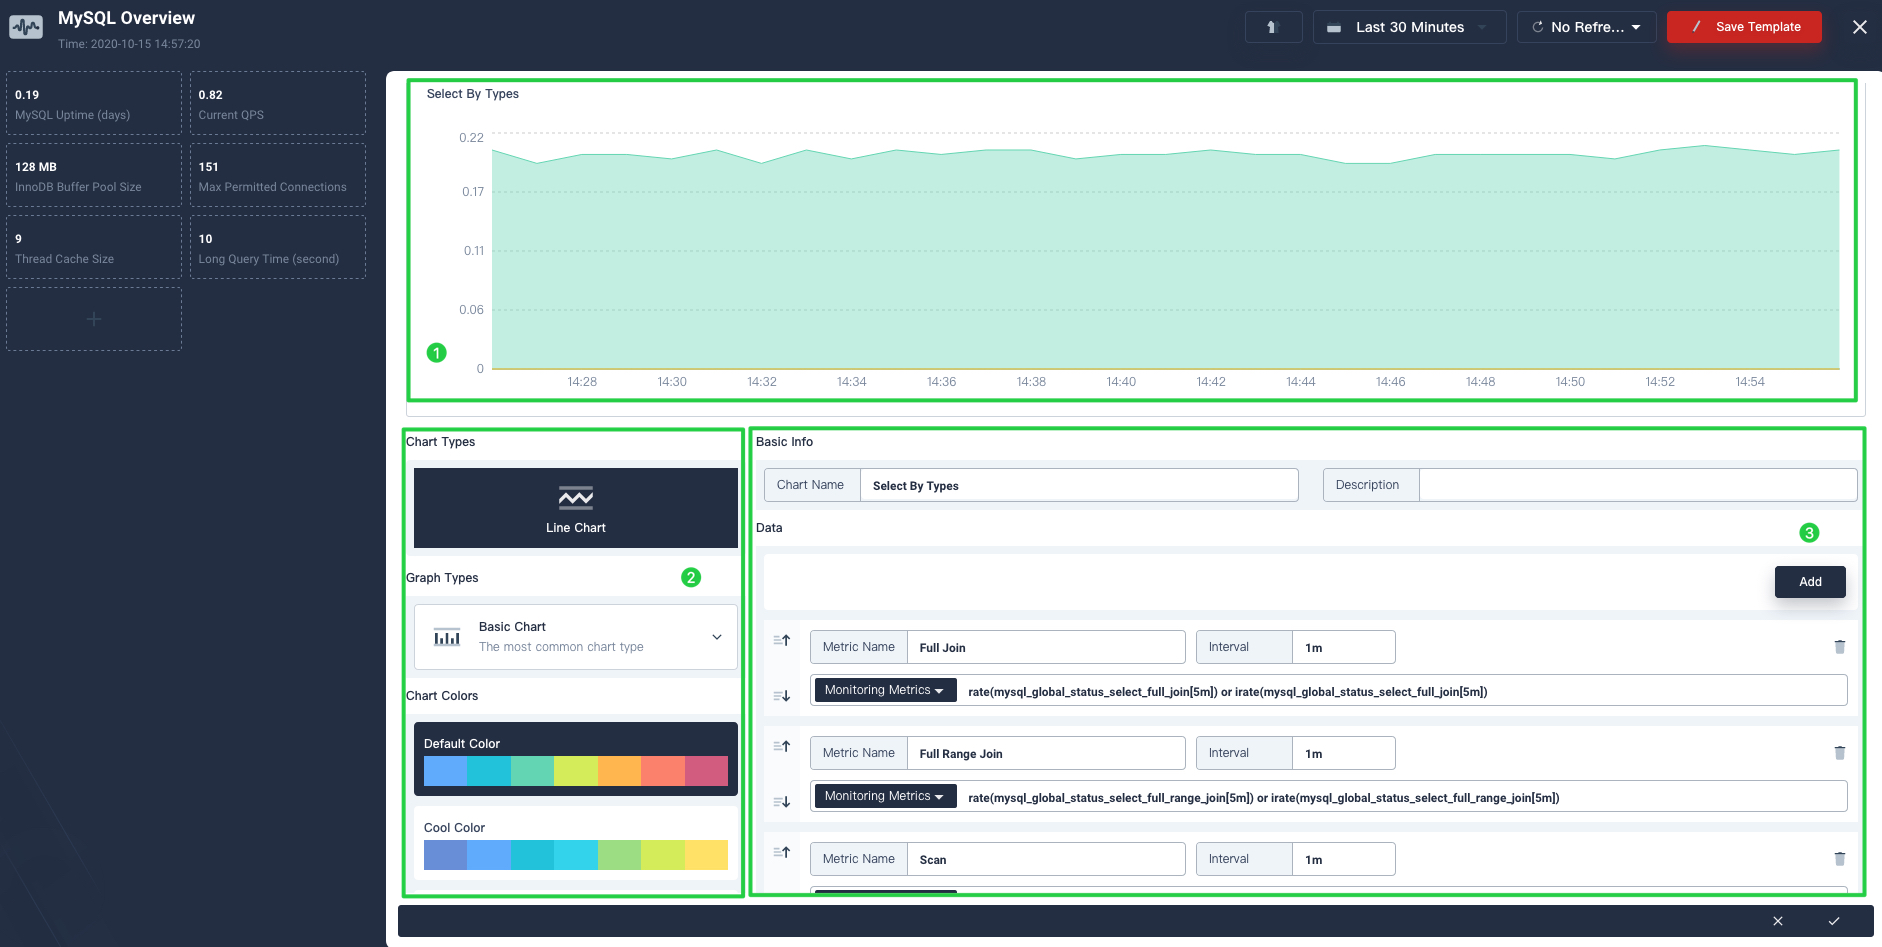 MySQL Overview
Time: 2020-10-15 14:57:20
Last 30 Minutes
No Refre...
Save Template
0.19
MySQL Uptime (days)
0.82
Current QPS
128 MB
InnoDB Buffer Pool Size
151
Max Permitted Connections
9
Thread Cache Size
10
Long Query Time (second)
Select By Types
0.22
0.17
0.11
0.06
0
1
14:28 14:30 14:32 14:34 14:36 14:38 14:40 14:42 14:44 14:46 14:48 14:50 14:52 14:54
Chart Types
Line Chart
Graph Types
2
Basic Chart
The most common chart type
Chart Colors
Default Color
Cool Color
Basic Info
Chart Name Select By Types
Description
Data
3
Add
Metric Name Full Join
Interval 1m
Monitoring Metrics rate(mysql_global_status_select_full_join[5m]) or irate(mysql_global_status_select_full_join[5m])
Metric Name Full Range Join
Interval 1m
Monitoring Metrics rate(mysql_global_status_select_full_range_join[5m]) or irate(mysql_global_status_select_full_range_join[5m])
Metric Name Scan
Interval 1m